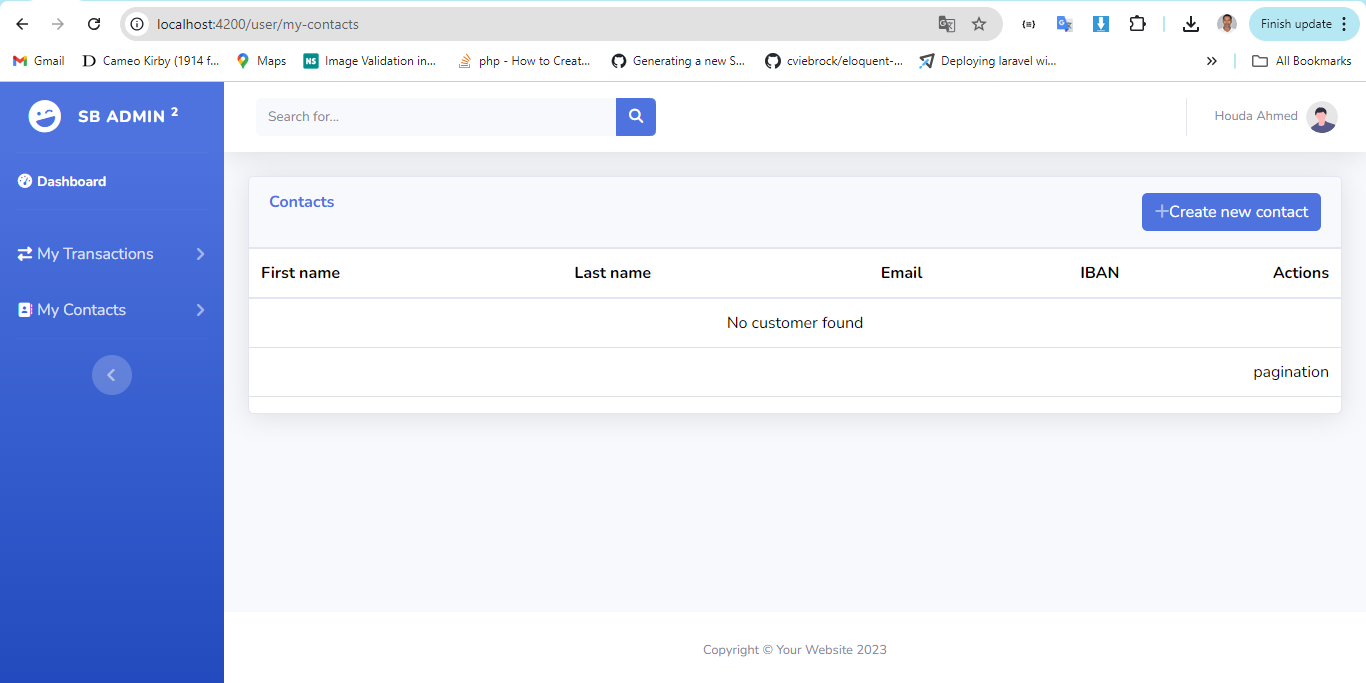 localhost:4200/user/my-contacts
Finish update
Gmail
Cameo Kirby (1914 f...
Maps
NS
Image Validation in...
php - How to Creat...
Generating a new S...
cviebrock/eloquent-...
Deploying laravel wi...
All Bookmarks
SB ADMIN 2
Search for...
Houda Ahmed
Dashboard
My Transactions
My Contacts
Contacts
+Create new contact
First name Last name Email IBAN Actions
No customer found
pagination
Copyright © Your Website 2023